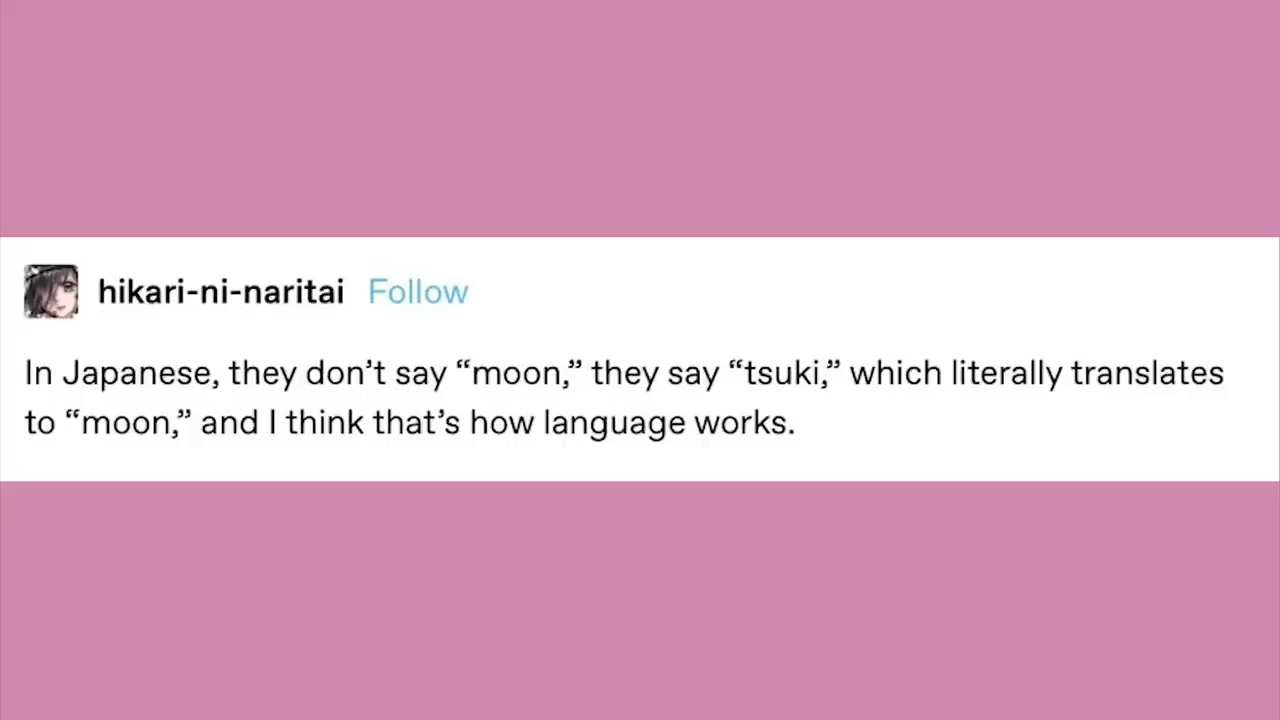 hikari-ni-naritai Follow
In Japanese, they don’t say “moon,” they say “tsuki,” which literally translates
to “moon,” and I think that’s how language works.